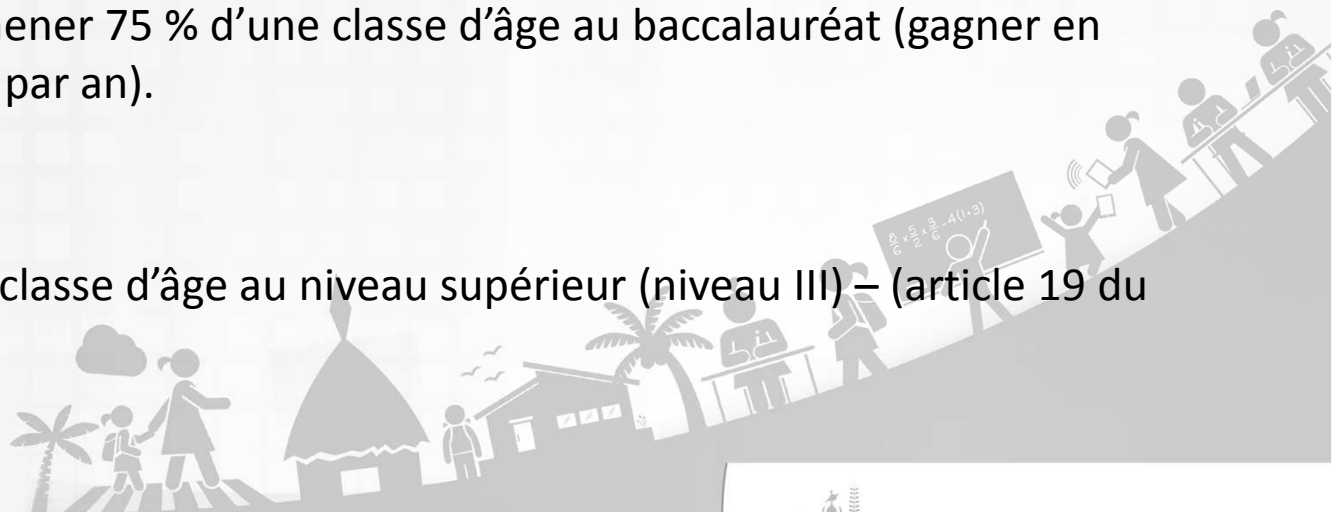 ener 75 % d’une classe d’âge au baccalauréat (gagner en
par an).
classe d’âge au niveau supérieur (niveau III) – (article 19 du